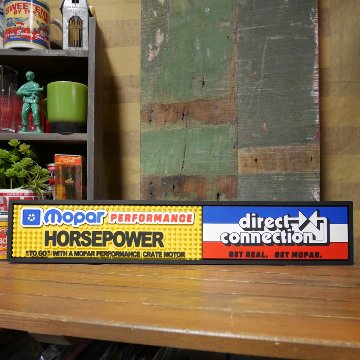 mopar PERFORMANCE
HORSEPOWER
"TO GO" WITH A MOPAR PERFORMANCE CRATE MOTOR
direct
connection
GET REAL. GET MOPAR.